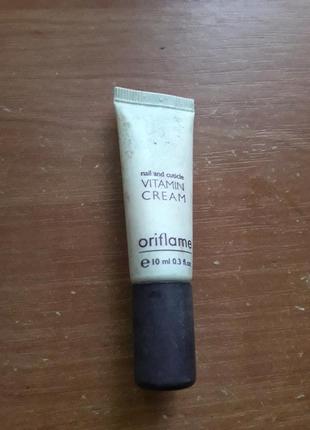 nail and cuticle
VITAMIN
CREAM
oriflame
℮ 10 ml 0.3 fl.oz